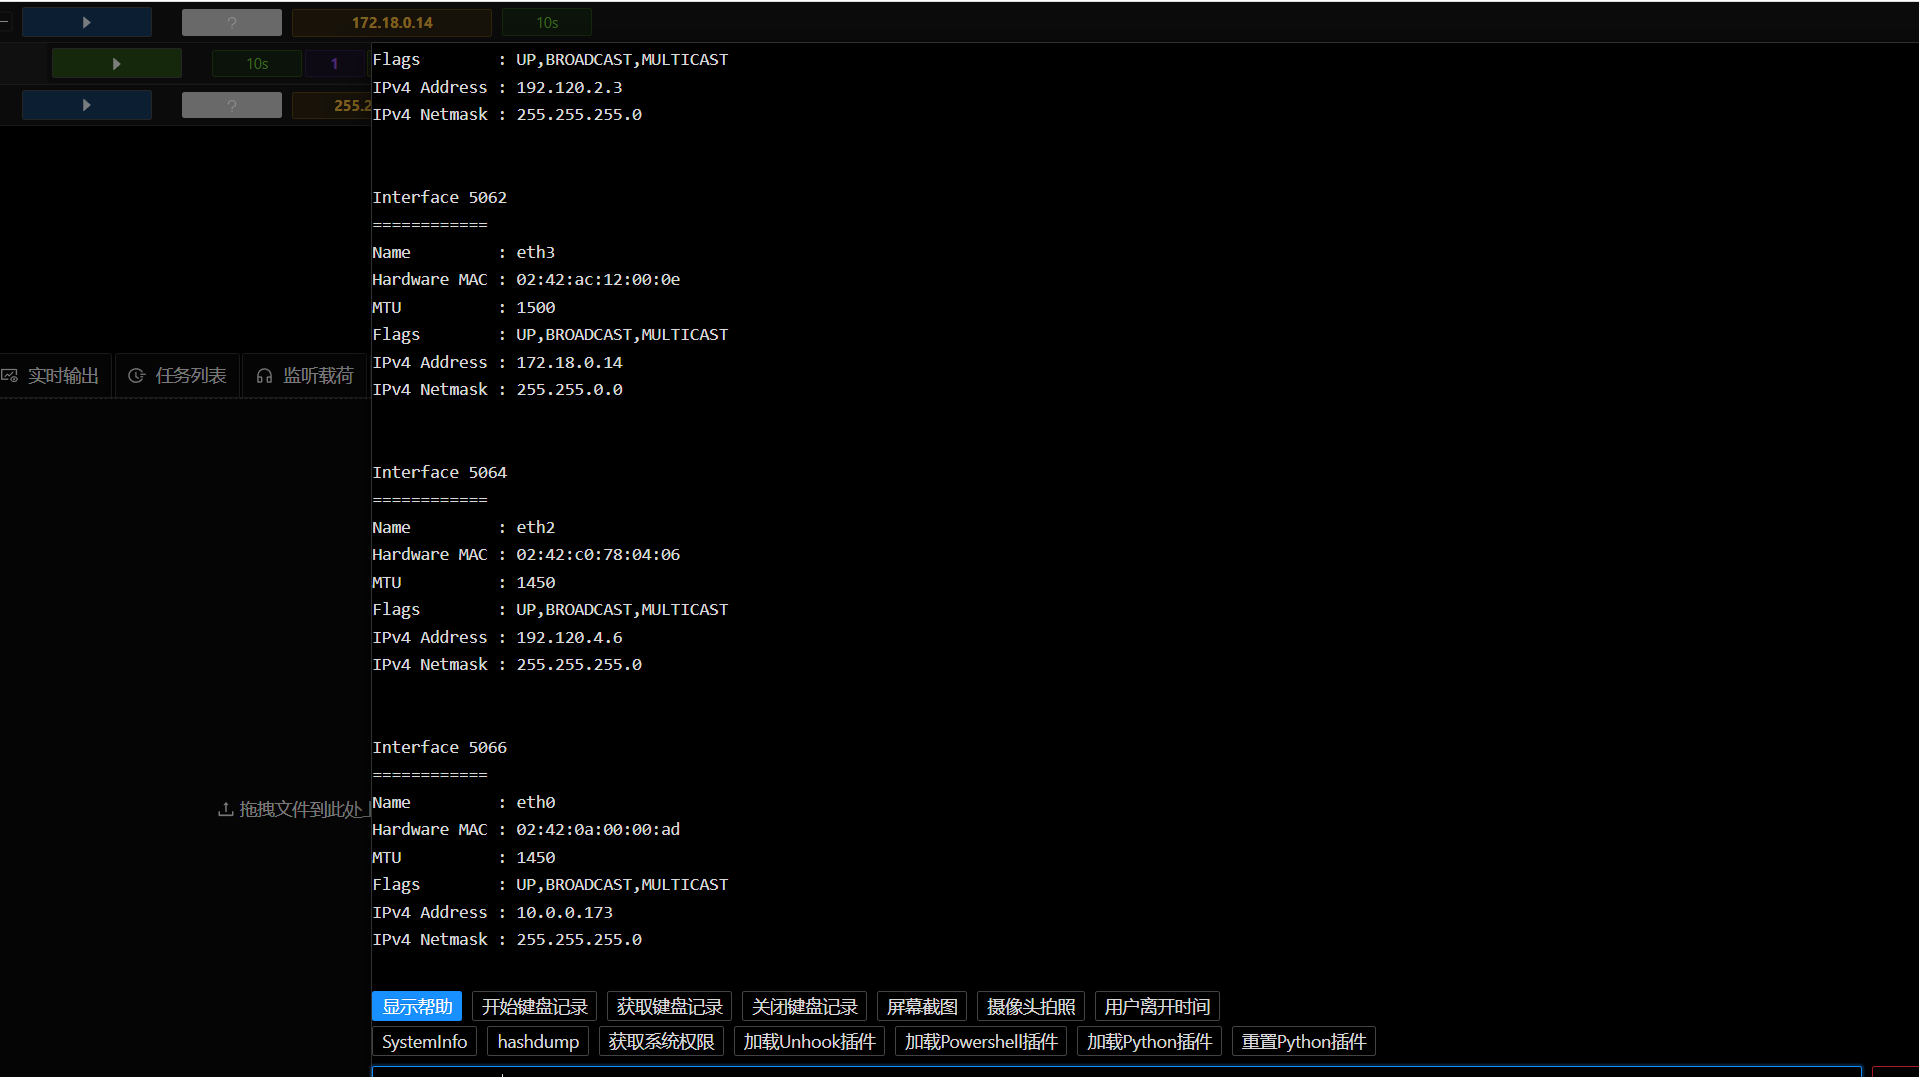 ? 172.18.0.14 10s
10s 1
? 255.2
Flags : UP,BROADCAST,MULTICAST
IPv4 Address : 192.120.2.3
IPv4 Netmask : 255.255.255.0
Interface 5062
============
Name : eth3
Hardware MAC : 02:42:ac:12:00:0e
MTU : 1500
Flags : UP,BROADCAST,MULTICAST
IPv4 Address : 172.18.0.14
IPv4 Netmask : 255.255.0.0
实时输出 任务列表 监听载荷
Interface 5064
============
Name : eth2
Hardware MAC : 02:42:c0:78:04:06
MTU : 1450
Flags : UP,BROADCAST,MULTICAST
IPv4 Address : 192.120.4.6
IPv4 Netmask : 255.255.255.0
Interface 5066
============
Name : eth0
Hardware MAC : 02:42:0a:00:00:ad
MTU : 1450
Flags : UP,BROADCAST,MULTICAST
IPv4 Address : 10.0.0.173
IPv4 Netmask : 255.255.255.0
拖拽文件到此处
显示帮助 开始键盘记录 获取键盘记录 关闭键盘记录 屏幕截图 摄像头拍照 用户离开时间
SystemInfo hashdump 获取系统权限 加载Unhook插件 加载Powershell插件 加载Python插件 重置Python插件